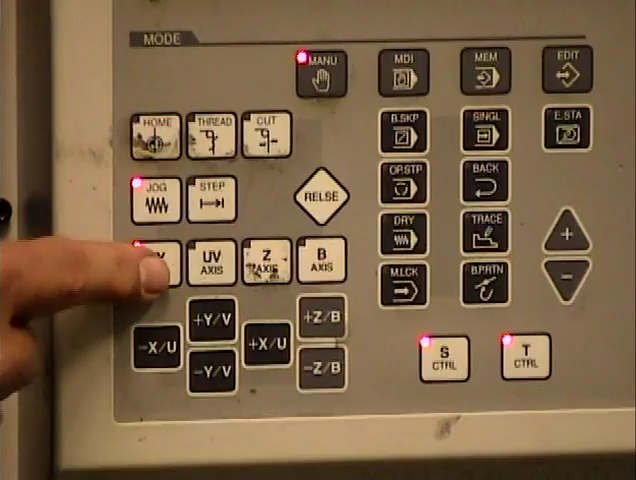 MODE
MANU
MDI
MEM
EDIT
HOME
THREAD
CUT
B.SKP
SINGL
E.STA
JOG
STEP
RELSE
OP.STP
BACK
DRY
TRACE
+
Y
UV
AXIS
Z
AXIS
B
AXIS
M.LCK
B.P.RTN
−
−X/U
+Y/V
−Y/V
+X/U
+Z/B
−Z/B
S
CTRL
T
CTRL